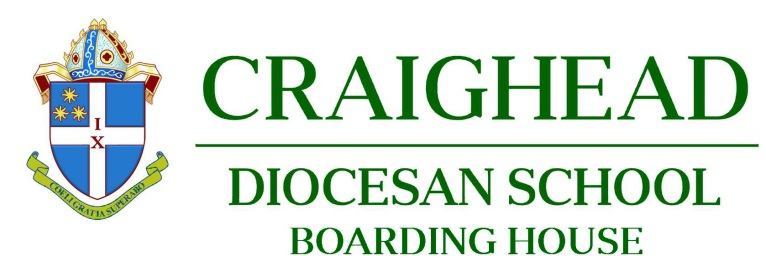 CRAIGHEAD
DIOCESAN SCHOOL
BOARDING HOUSE
I
X
COELI GRATIA SUPERABO